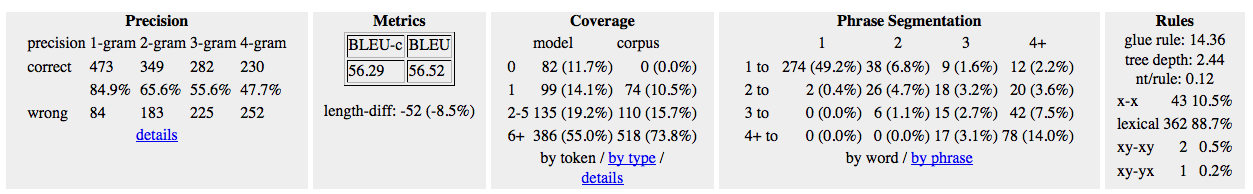 Precision
precision 1-gram 2-gram 3-gram 4-gram
correct 473 349 282 230
84.9% 65.6% 55.6% 47.7%
wrong 84 183 225 252
details
Metrics
BLEU-c BLEU
56.29 56.52
length-diff: -52 (-8.5%)
Coverage
model corpus
0 82 (11.7%) 0 (0.0%)
1 99 (14.1%) 74 (10.5%)
2-5 135 (19.2%) 110 (15.7%)
6+ 386 (55.0%) 518 (73.8%)
by token / by type /
details
Phrase Segmentation
1 2 3 4+
1 to 274 (49.2%) 38 (6.8%) 9 (1.6%) 12 (2.2%)
2 to 2 (0.4%) 26 (4.7%) 18 (3.2%) 20 (3.6%)
3 to 0 (0.0%) 6 (1.1%) 15 (2.7%) 42 (7.5%)
4+ to 0 (0.0%) 0 (0.0%) 17 (3.1%) 78 (14.0%)
by word / by phrase
Rules
glue rule: 14.36
tree depth: 2.44
nt/rule: 0.12
x-x 43 10.5%
lexical 362 88.7%
xy-xy 2 0.5%
xy-yx 1 0.2%